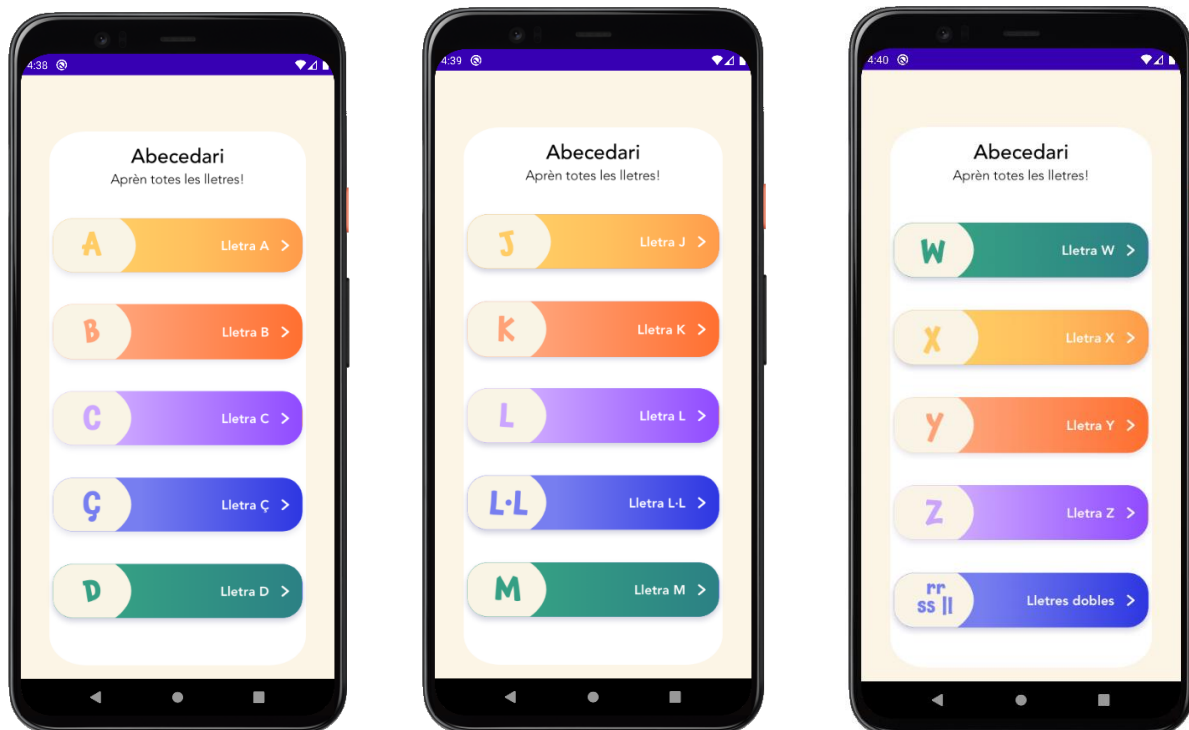 4:38
Abecedari
Aprèn totes les lletres!
A
Lletra A >
B
Lletra B >
C
Lletra C >
Ç
Lletra Ç >
D
Lletra D >
4:39
Abecedari
Aprèn totes les lletres!
J
Lletra J >
K
Lletra K >
L
Lletra L >
L·L
Lletra L·L >
M
Lletra M >
4:40
Abecedari
Aprèn totes les lletres!
W
Lletra W >
X
Lletra X >
Y
Lletra Y >
Z
Lletra Z >
rr
ss ll
Lletres dobles >